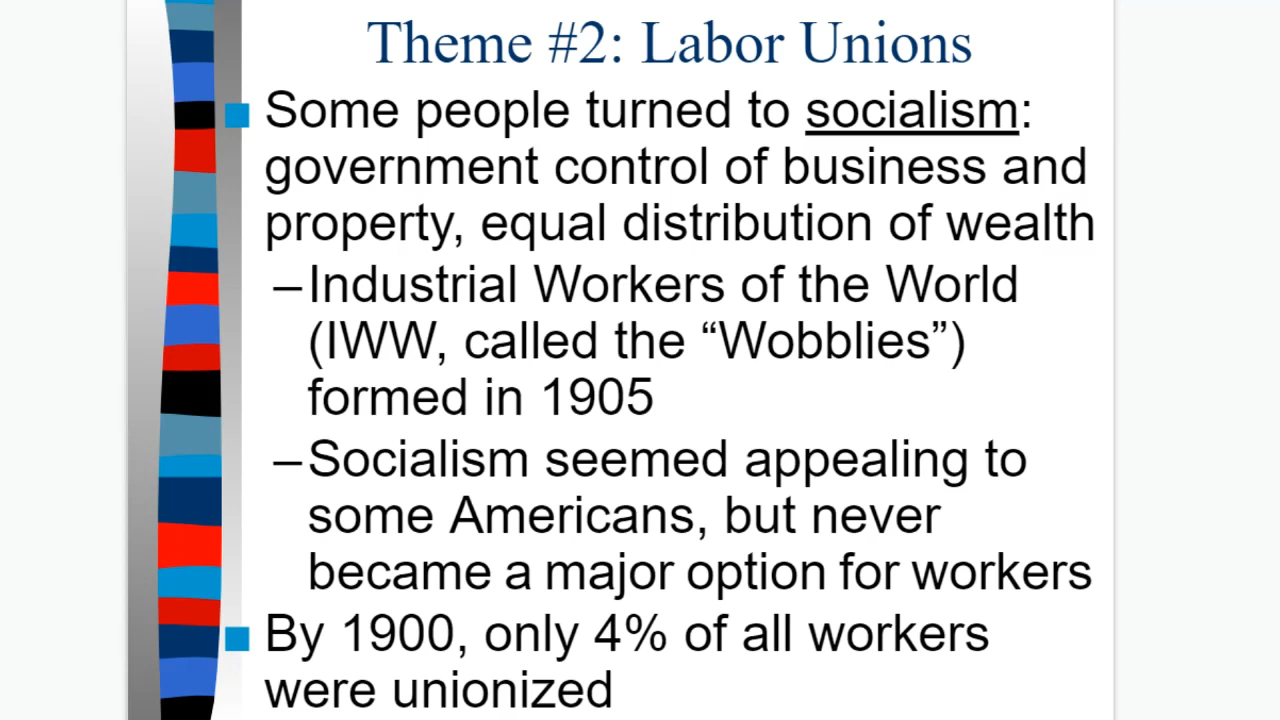 Theme #2: Labor Unions
Some people turned to socialism:
government control of business and
property, equal distribution of wealth
–Industrial Workers of the World
(IWW, called the “Wobblies”)
formed in 1905
–Socialism seemed appealing to
some Americans, but never
became a major option for workers
By 1900, only 4% of all workers
were unionized